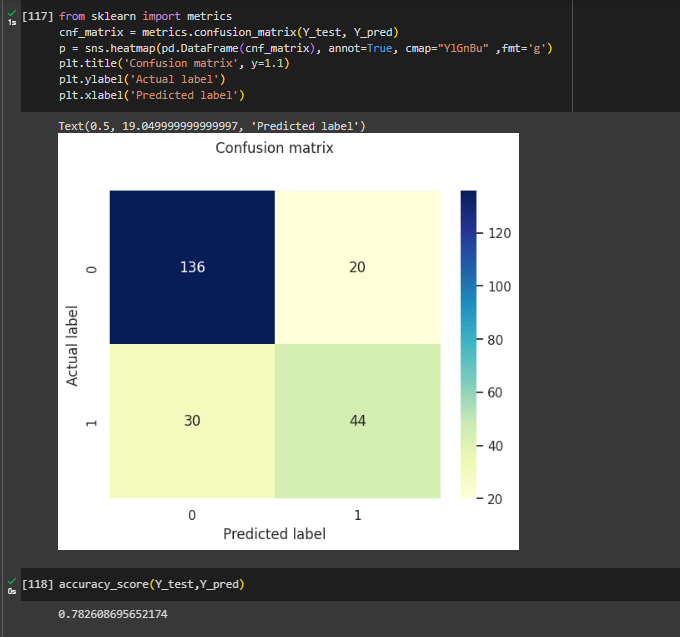 [117] from sklearn import metrics
1s
cnf_matrix = metrics.confusion_matrix(Y_test, Y_pred)
p = sns.heatmap(pd.DataFrame(cnf_matrix), annot=True, cmap="YlGnBu" ,fmt='g')
plt.title('Confusion matrix', y=1.1)
plt.ylabel('Actual label')
plt.xlabel('Predicted label')
Text(0.5, 19.049999999999997, 'Predicted label')
Confusion matrix
120
100
80
60
40
20
136 20
30 44
0
1
Actual label
0 1
Predicted label
[118] accuracy_score(Y_test,Y_pred)
0s
0.782608695652174